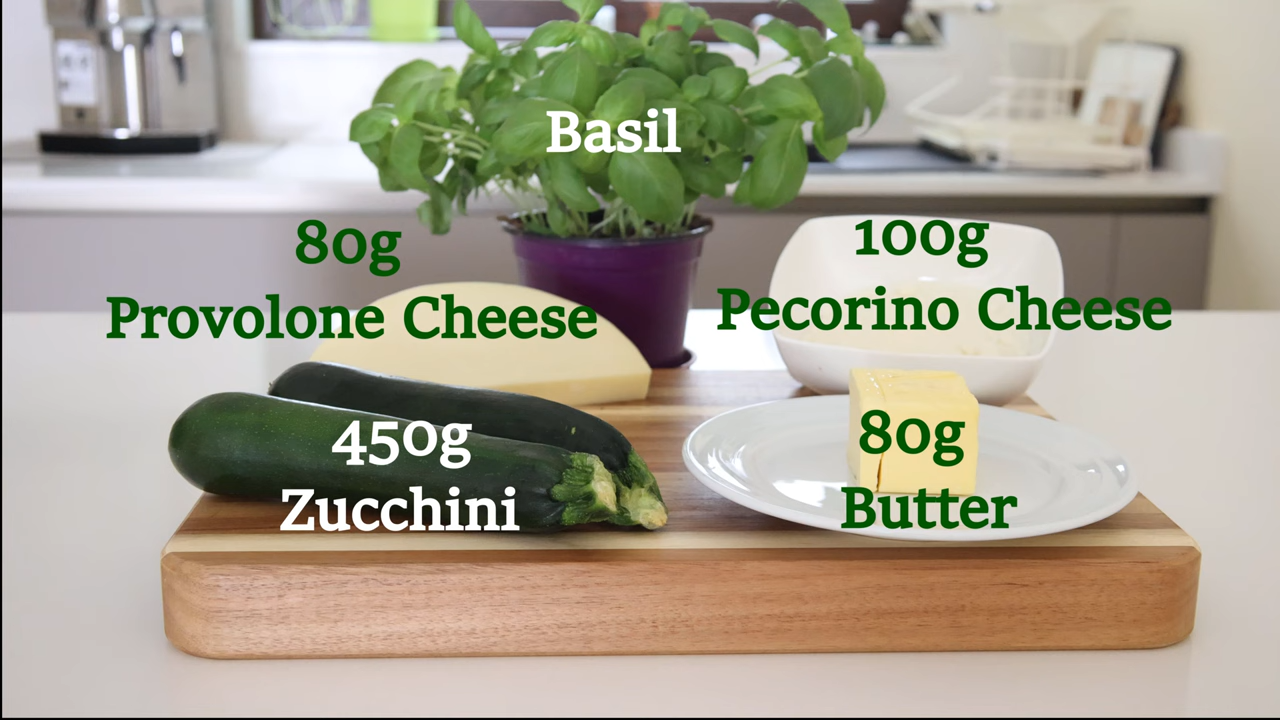 Basil
80g
Provolone Cheese
100g
Pecorino Cheese
450g
Zucchini
80g
Butter